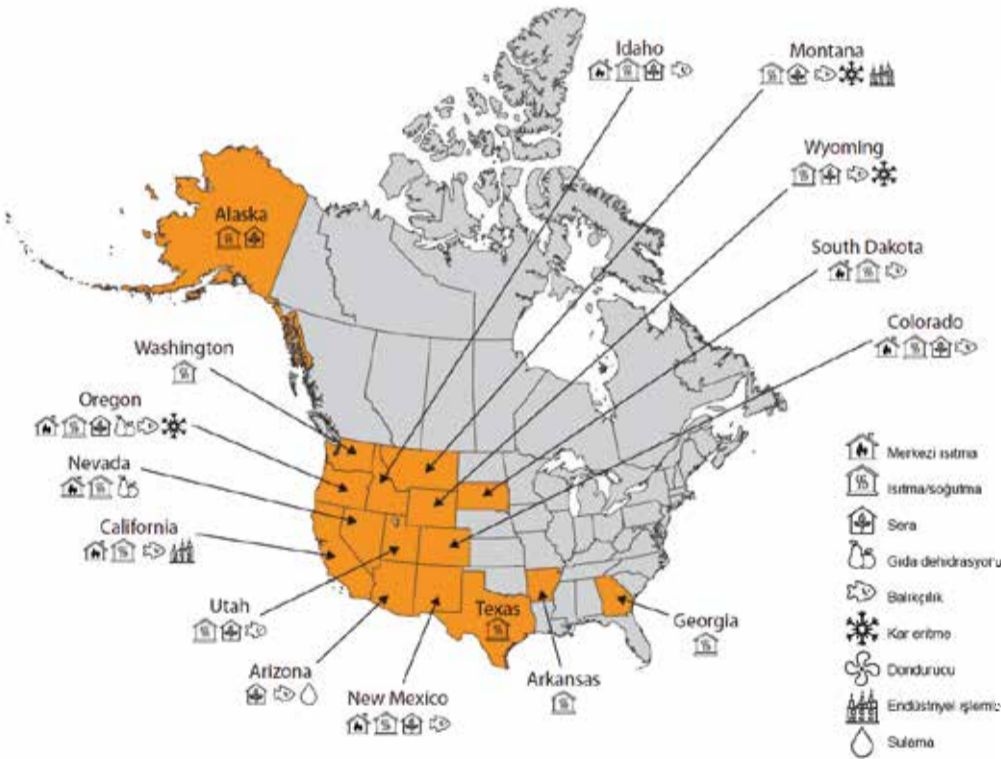 Idaho
Montana
Wyoming
Alaska
South Dakota
Colorado
Washington
Oregon
Nevada
California
Utah
Arizona
New Mexico
Texas
Arkansas
Georgia
Merkezi ısıtma
Isıtma/soğutma
Sera
Gıda dehidrasyonu
Balıkçılık
Kar eritme
Dondurucu
Endüstriyel işlemle
Sulama